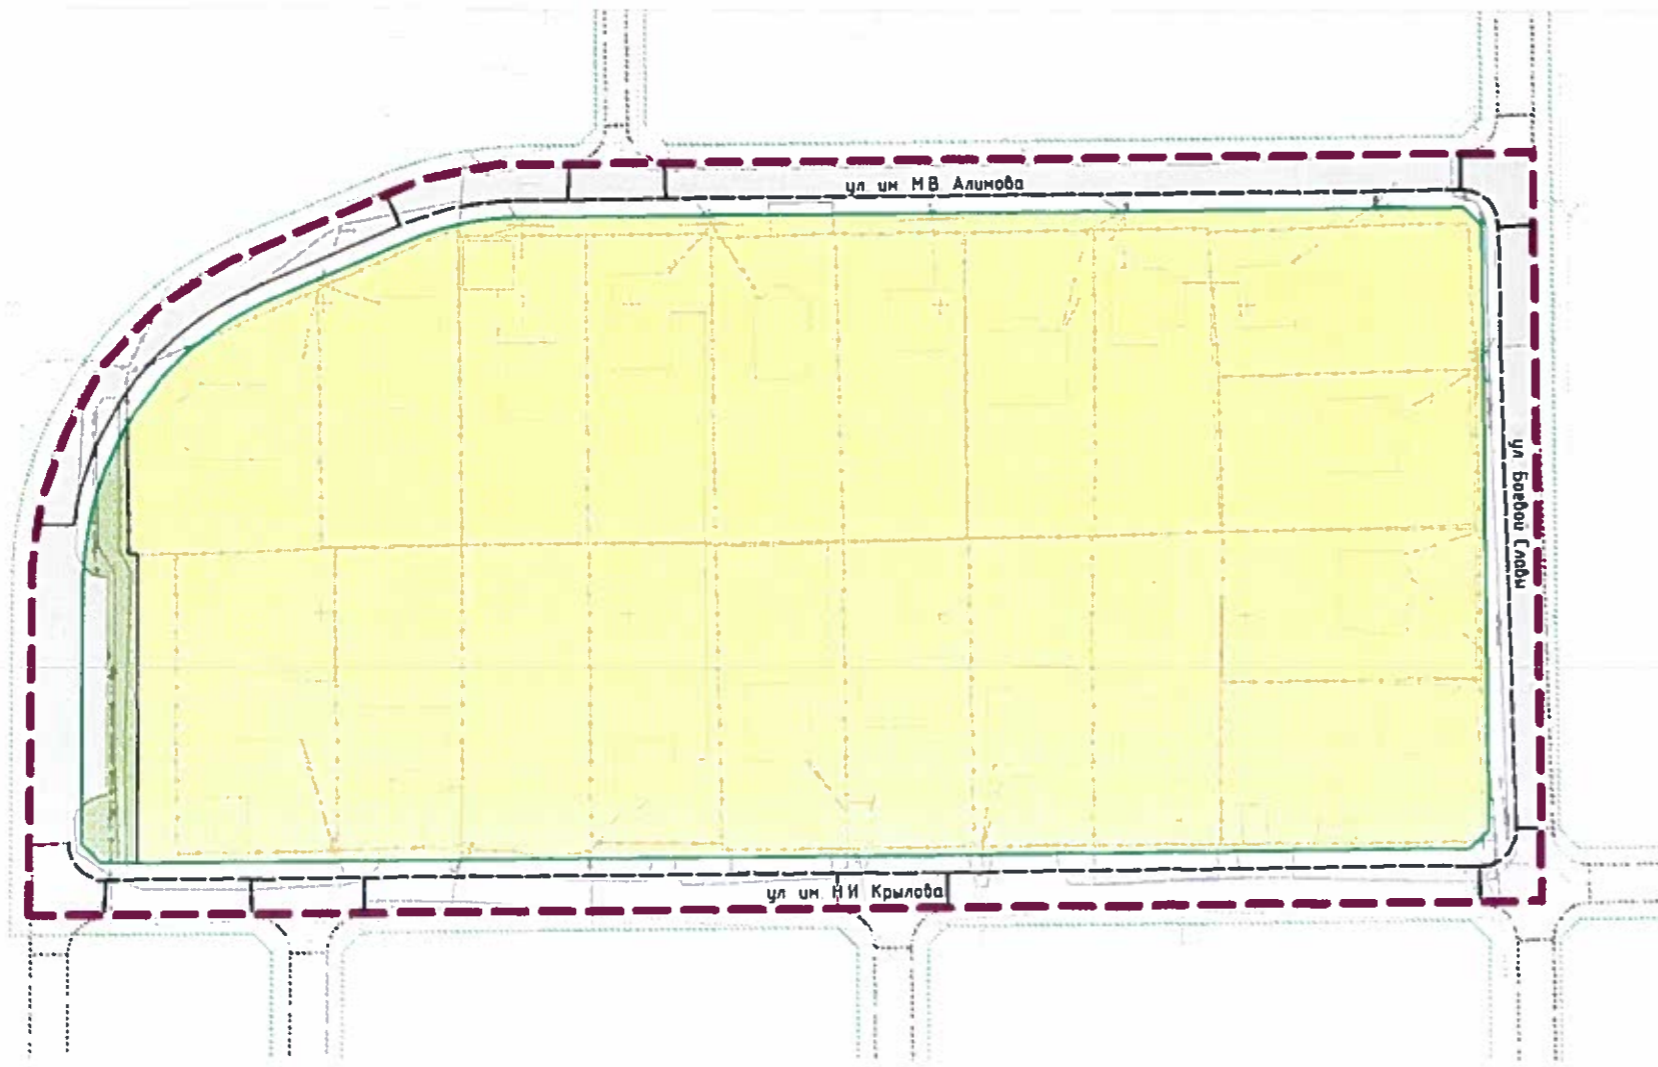 ул. им. М.В. Алимова
ул. Боевой Славы
ул. им. Н.И. Крылова